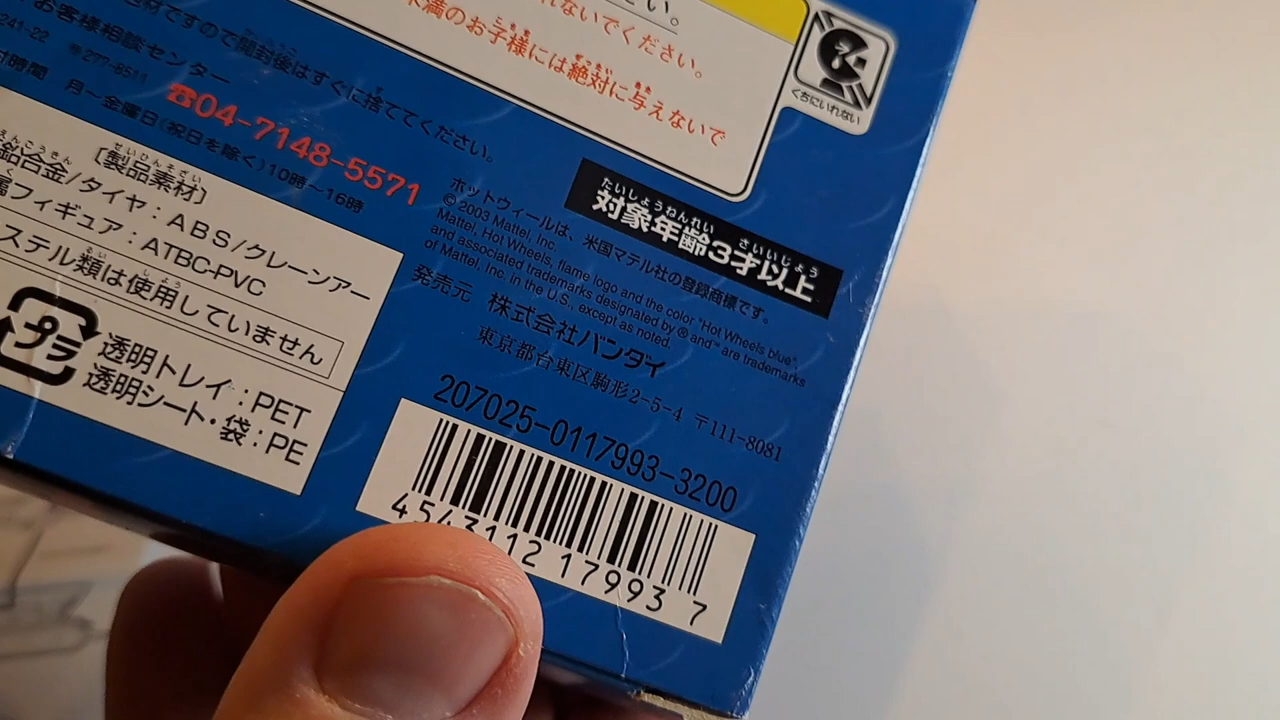 さい。
れないでください。
未満のお子様には絶対に与えないで
くちにいれない
包材ですので開封後はすぐに捨ててください。
241-22 〒277-8511
お客様相談センター
☎04-7148-5571
時間 月〜金曜日(祝日を除く)10時〜16時
〔製品素材〕
鉛合金/タイヤ:ABS/クレーンアー
フィギュア:ATBC-PVC
ステル類は使用していません
プラ
透明トレイ:PET
透明シート・袋:PE
対象年齢3才以上
たいしょうねんれい さいいじょう
ホットウィールは、米国マテル社の登録商標です。
© 2003 Mattel, Inc.
Mattel, Hot Wheels, flame logo and the color "Hot Wheels blue",
and associated trademarks designated by ® and ™ are trademarks
of Mattel, Inc. in the U.S., except as noted.
発売元 株式会社バンダイ
東京都台東区駒形2-5-4 〒111-8081
207025-0117993-3200
4543112 17993 7